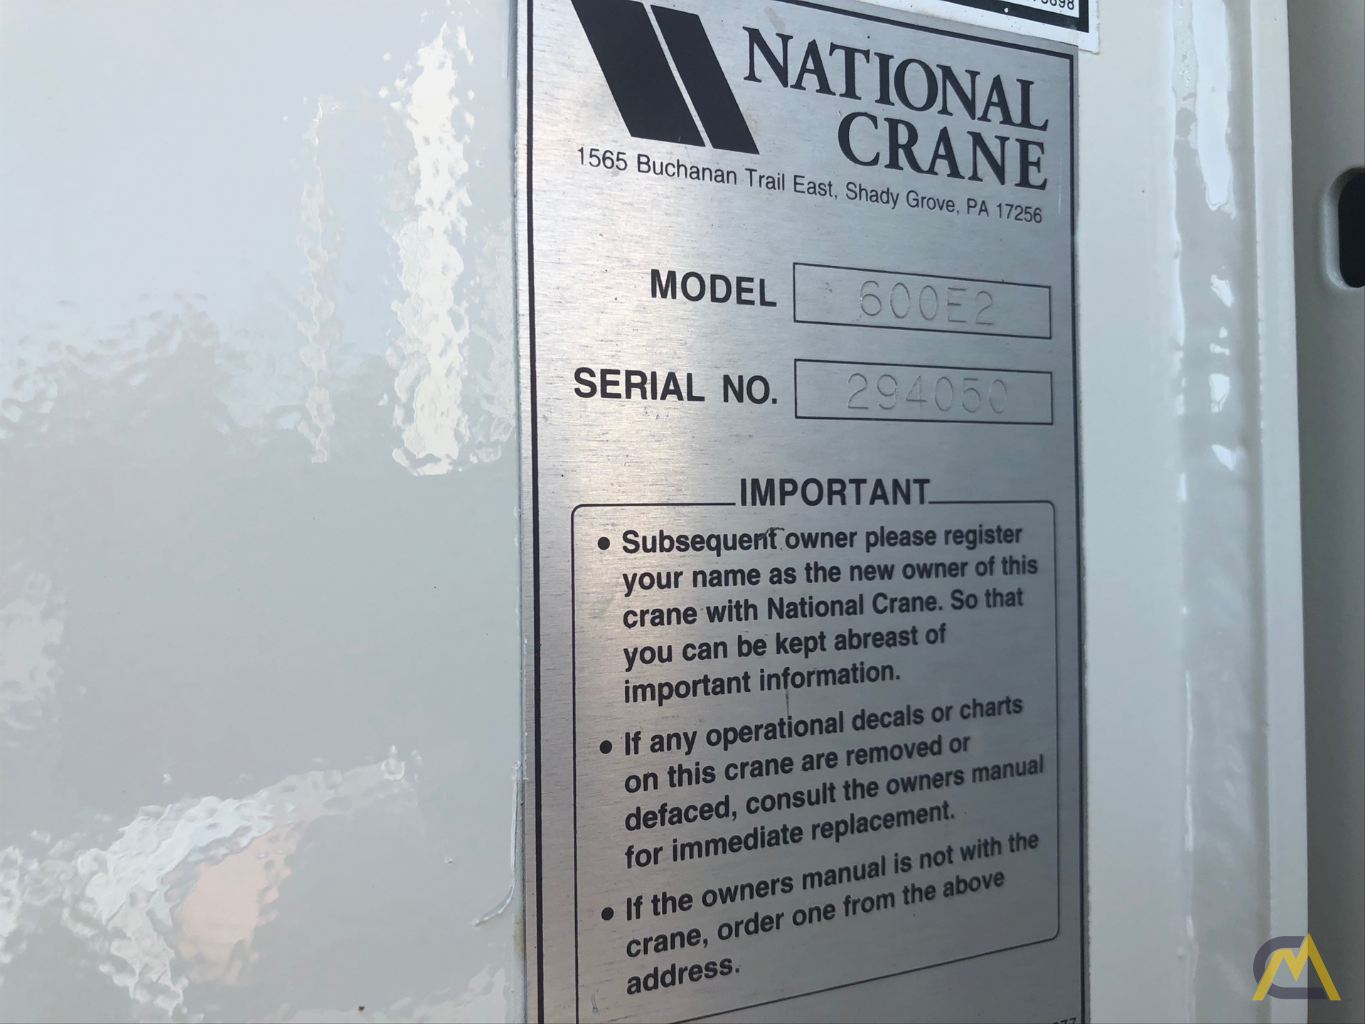 NATIONAL
CRANE
1565 Buchanan Trail East, Shady Grove, PA 17256
MODEL 600E2
SERIAL NO. 294050
IMPORTANT
• Subsequent owner please register
your name as the new owner of this
crane with National Crane. So that
you can be kept abreast of
important information.
• If any operational decals or charts
on this crane are removed or
defaced, consult the owners manual
for immediate replacement.
• If the owners manual is not with the
crane, order one from the above
address.